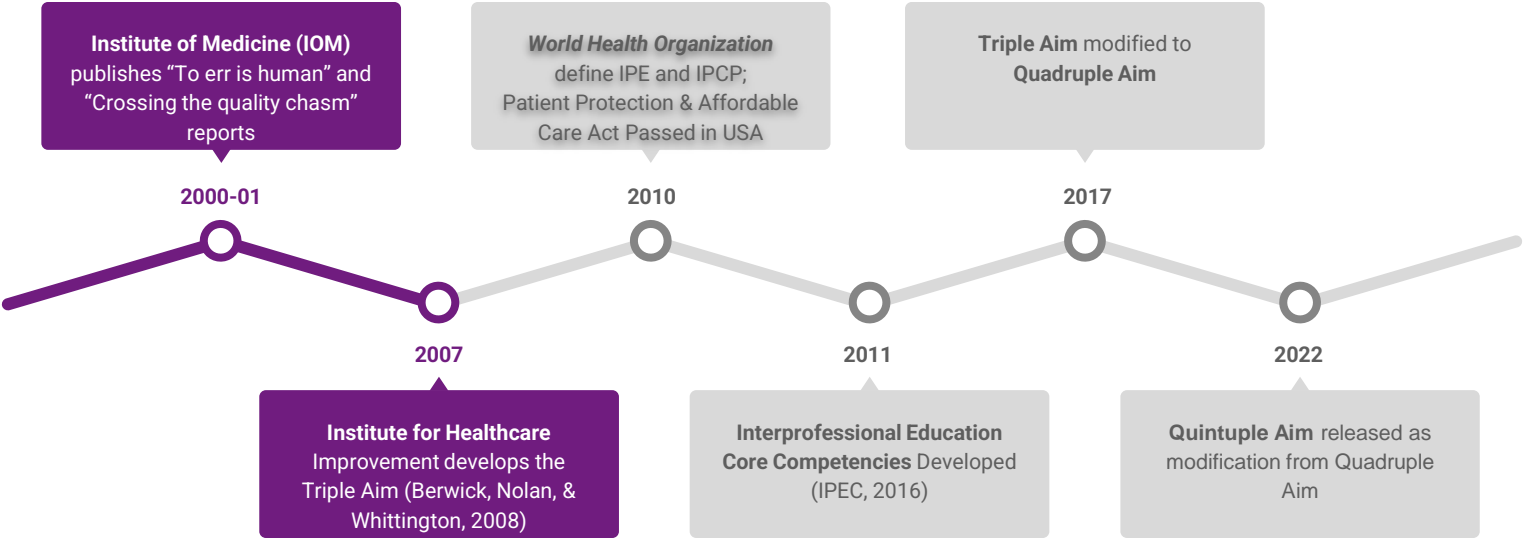 Institute of Medicine (IOM)
publishes “To err is human” and
“Crossing the quality chasm”
reports
2000-01
2007
Institute for Healthcare
Improvement develops the
Triple Aim (Berwick, Nolan, &
Whittington, 2008)
World Health Organization
define IPE and IPCP;
Patient Protection & Affordable
Care Act Passed in USA
2010
2011
Interprofessional Education
Core Competencies Developed
(IPEC, 2016)
Triple Aim modified to
Quadruple Aim
2017
2022
Quintuple Aim released as
modification from Quadruple
Aim